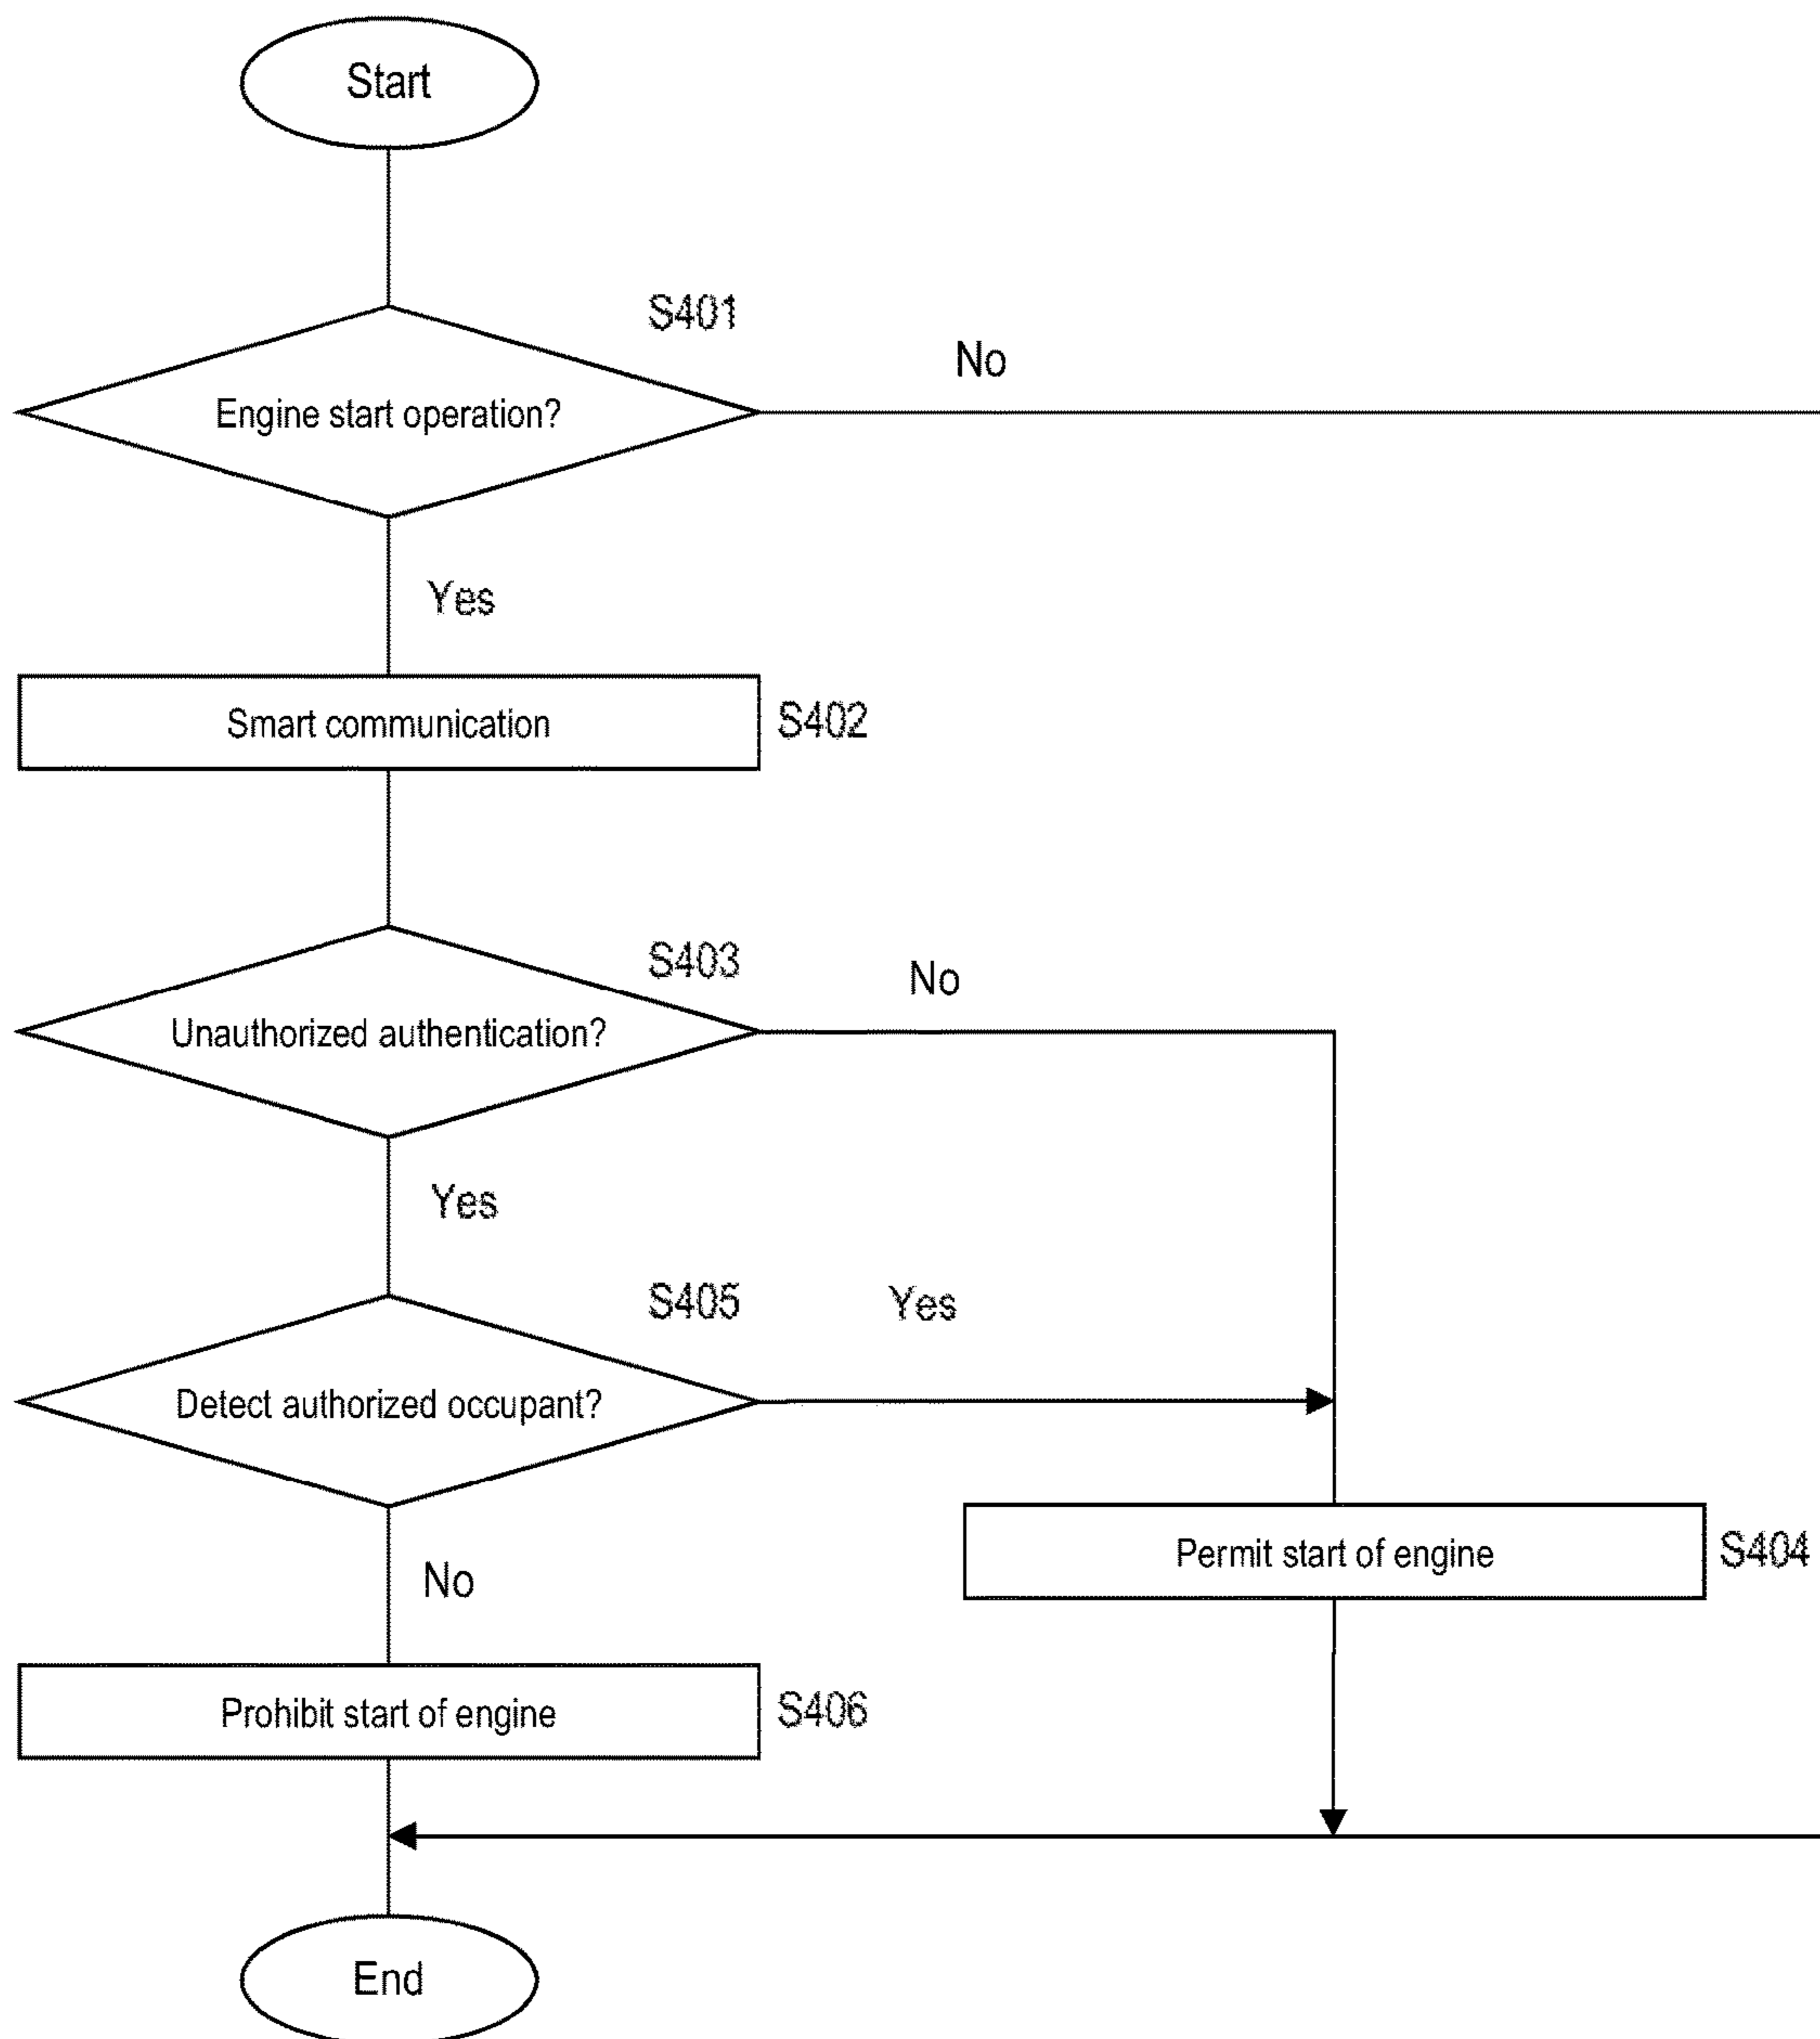 Start
S401
No
Engine start operation?
Yes
Smart communication
S402
S403
No
Unauthorized authentication?
Yes
S405
Yes
Detect authorized occupant?
Permit start of engine
S404
No
Prohibit start of engine
S406
End